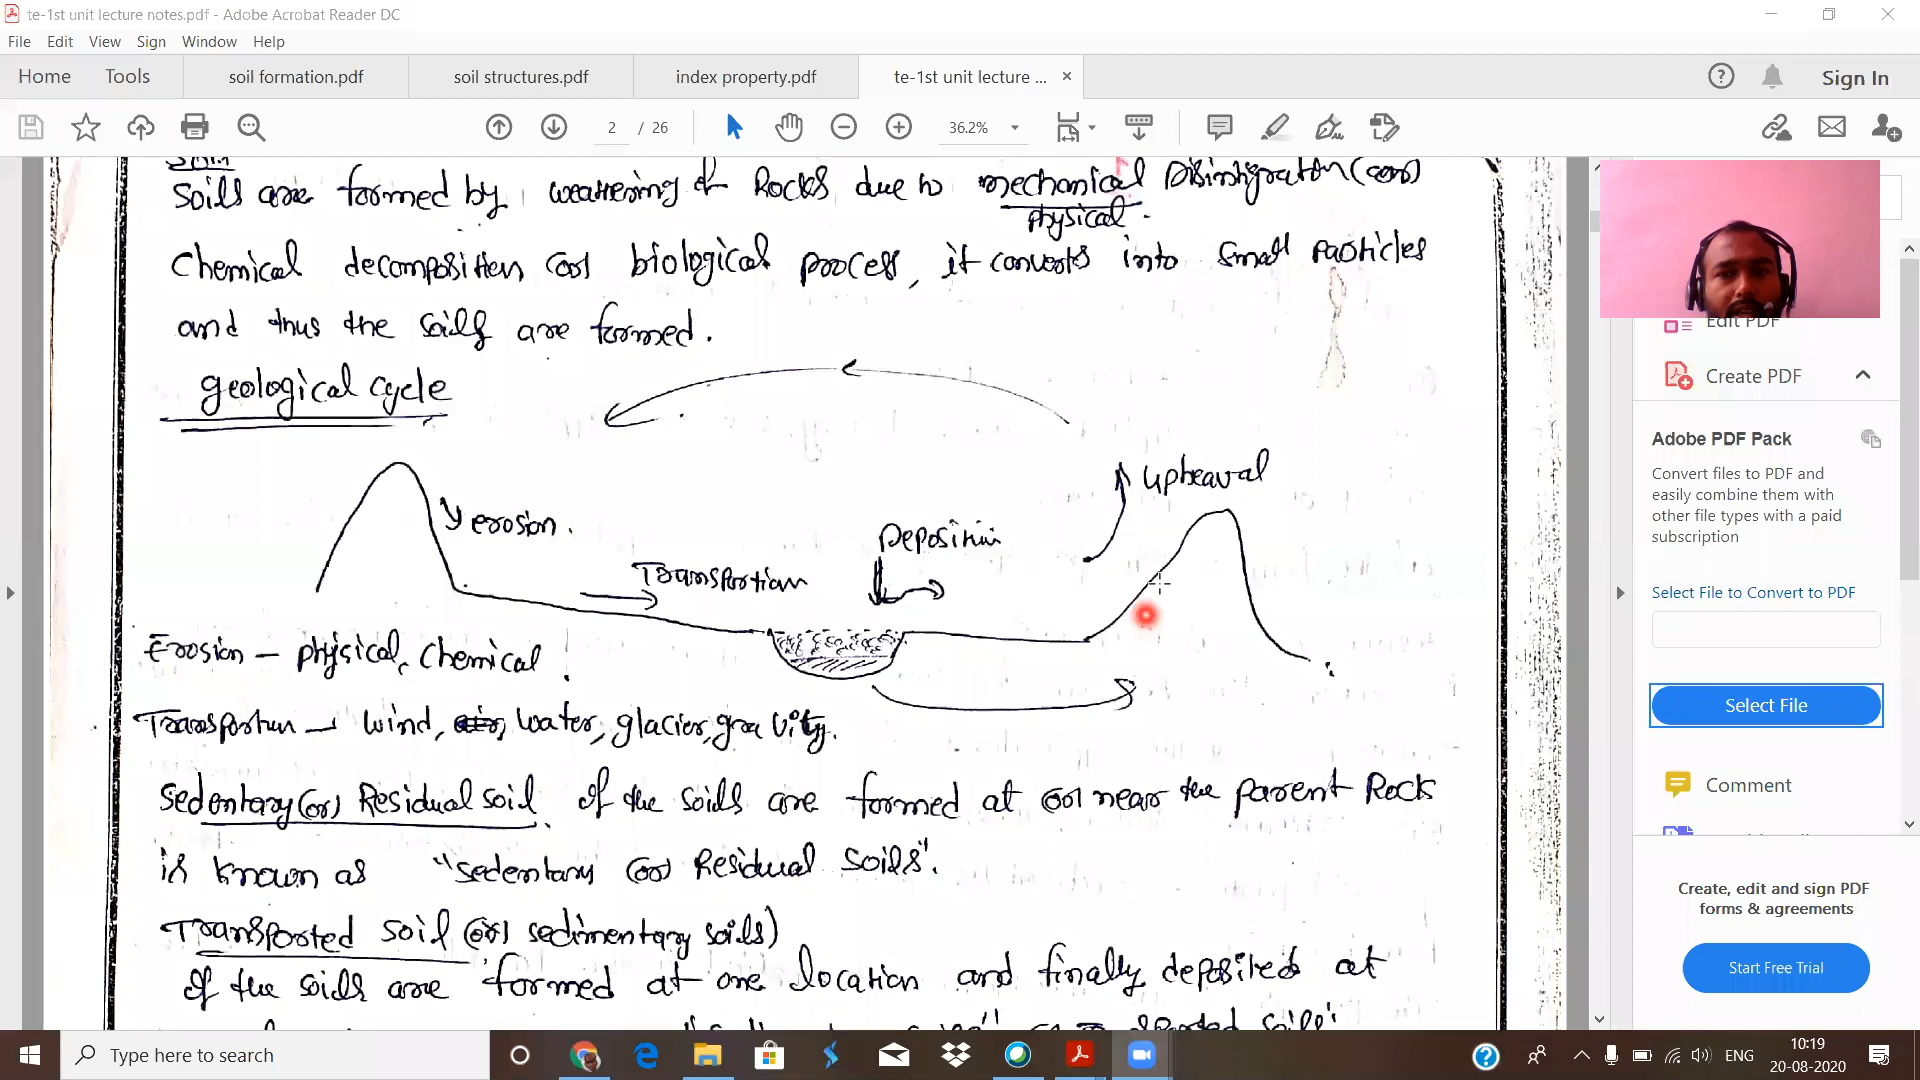 te-1st unit lecture notes.pdf - Adobe Acrobat Reader DC
File Edit View Sign Window Help
Home Tools soil formation.pdf soil structures.pdf index property.pdf te-1st unit lecture ... × Sign In
2 / 26 36.2%
Soils are formed by weathering of Rocks due to mechanical Disintigration (or)
physical.
Chemical decomposition (or) biological process, it converts into small particles
and thus the soils are formed.
geological cycle
upheaval
erosion.
Deposition
Transportion
Erosion - physical, chemical
Transportun → wind, water, glacier, gravity.
Sedentary (or) Residual soil If the soils are formed at (or) near the parent Rock
is known as "sedentary (or) Residual soils".
Transported soil (or) sedimentary soils)
If the soils are formed at one location and finally deposited at
Edit PDF
Create PDF
Adobe PDF Pack
Convert files to PDF and
easily combine them with
other file types with a paid
subscription
Select File to Convert to PDF
Select File
Comment
Create, edit and sign PDF
forms & agreements
Start Free Trial
Type here to search
ENG
10:19
20-08-2020